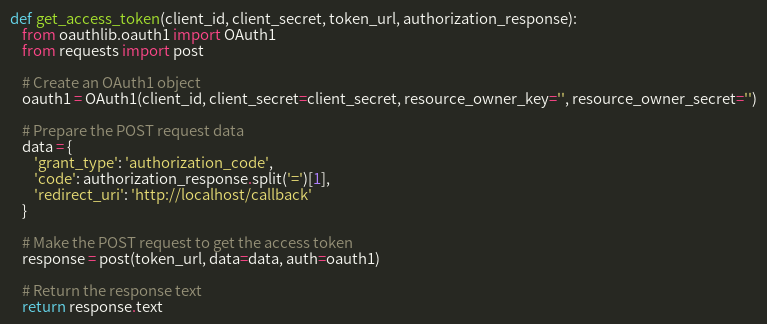 def get_access_token(client_id, client_secret, token_url, authorization_response):
    from oauthlib.oauth1 import OAuth1
    from requests import post

    # Create an OAuth1 object
    oauth1 = OAuth1(client_id, client_secret=client_secret, resource_owner_key='', resource_owner_secret='')

    # Prepare the POST request data
    data = {
        'grant_type': 'authorization_code',
        'code': authorization_response.split('=')[1],
        'redirect_uri': 'http://localhost/callback'
    }

    # Make the POST request to get the access token
    response = post(token_url, data=data, auth=oauth1)

    # Return the response text
    return response.text